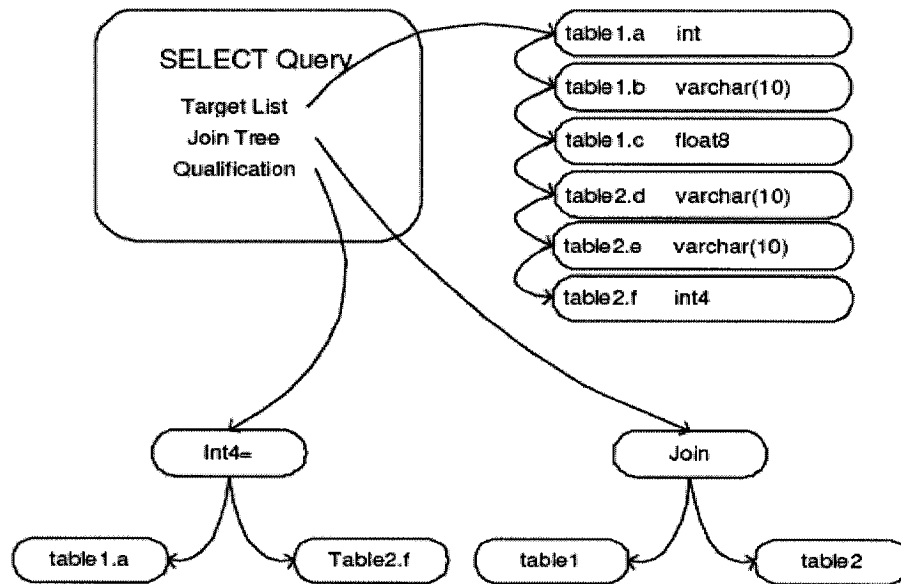 SELECT Query
Target List
Join Tree
Qualification
table1.a int
table1.b varchar(10)
table1.c float8
table2.d varchar(10)
table2.e varchar(10)
table2.f int4
Int4=
Join
table1.a
Table2.f
table1
table2